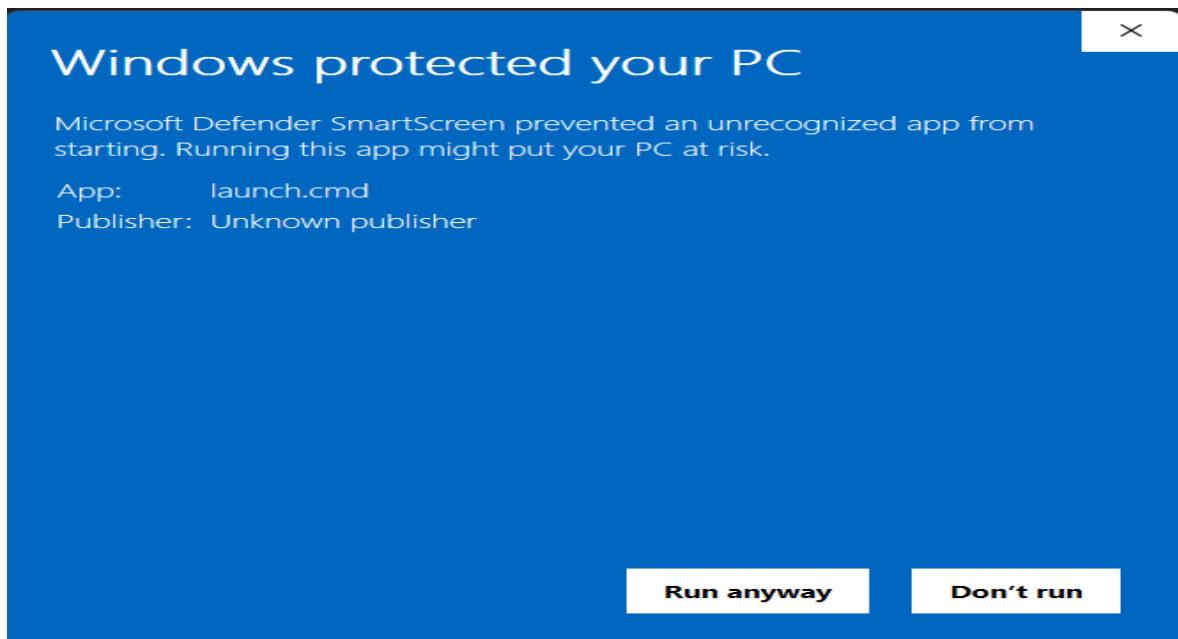 Windows protected your PC
Microsoft Defender SmartScreen prevented an unrecognized app from
starting. Running this app might put your PC at risk.
App: launch.cmd
Publisher: Unknown publisher
Run anyway Don’t run